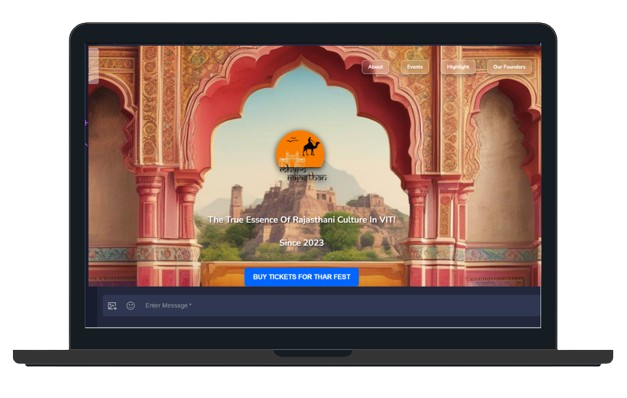 About
Events
Highlight
Our Founders
mharo
rajasthan
The True Essence Of Rajasthani Culture In VIT!
Since 2023
BUY TICKETS FOR THAR FEST
Enter Message *